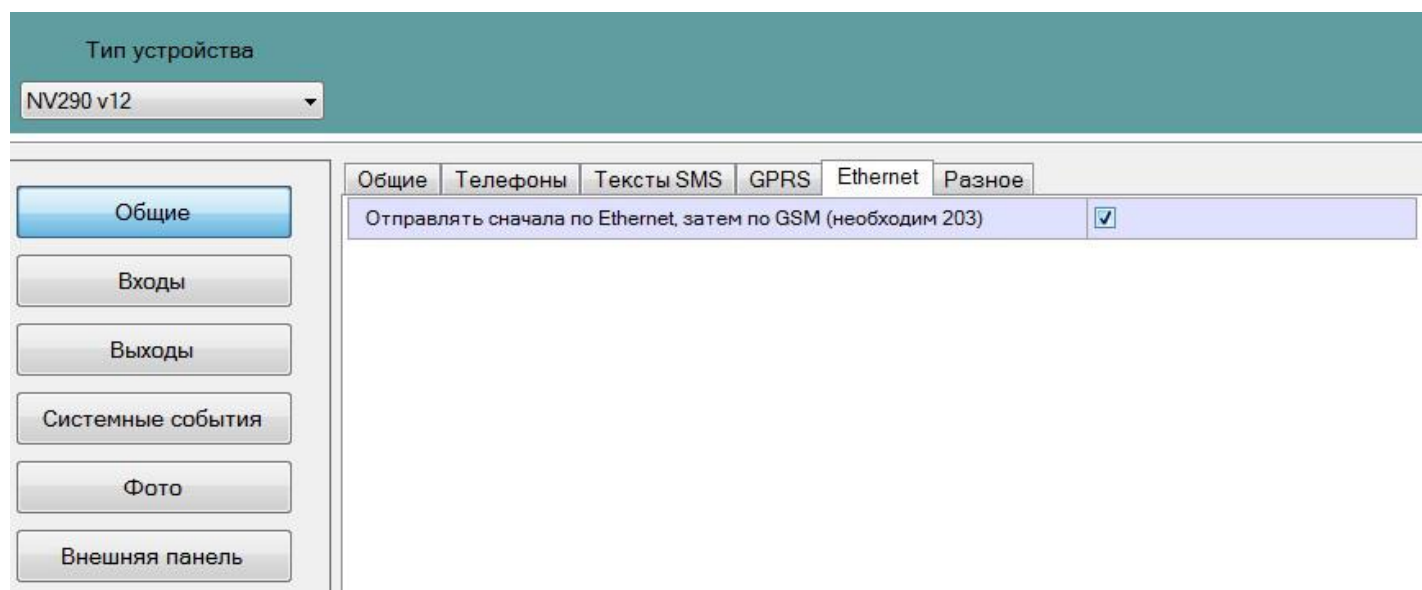 Тип устройства
NV290 v12
Общие Телефоны Тексты SMS GPRS Ethernet Разное
Отправлять сначала по Ethernet, затем по GSM (необходим 203)
Общие
Входы
Выходы
Системные события
Фото
Внешняя панель